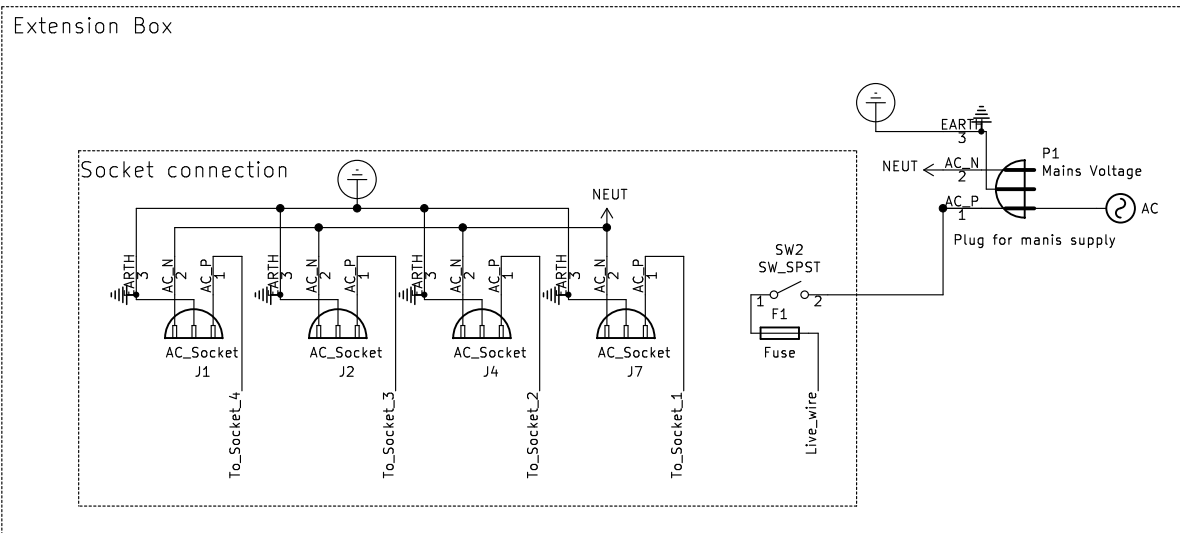 Extension Box
EARTH
3
P1
Mains Voltage
NEUT
AC_N
2
AC_P
1
AC
Plug for manis supply
Socket connection
NEUT
EARTH
3
AC_N
2
AC_P
1
EARTH
3
AC_N
2
AC_P
1
EARTH
3
AC_N
2
AC_P
1
EARTH
3
AC_N
2
AC_P
1
SW2
SW_SPST
1
2
F1
Fuse
AC_Socket
J1
AC_Socket
J2
AC_Socket
J4
AC_Socket
J7
To_Socket_4
To_Socket_3
To_Socket_2
To_Socket_1
Live_wire